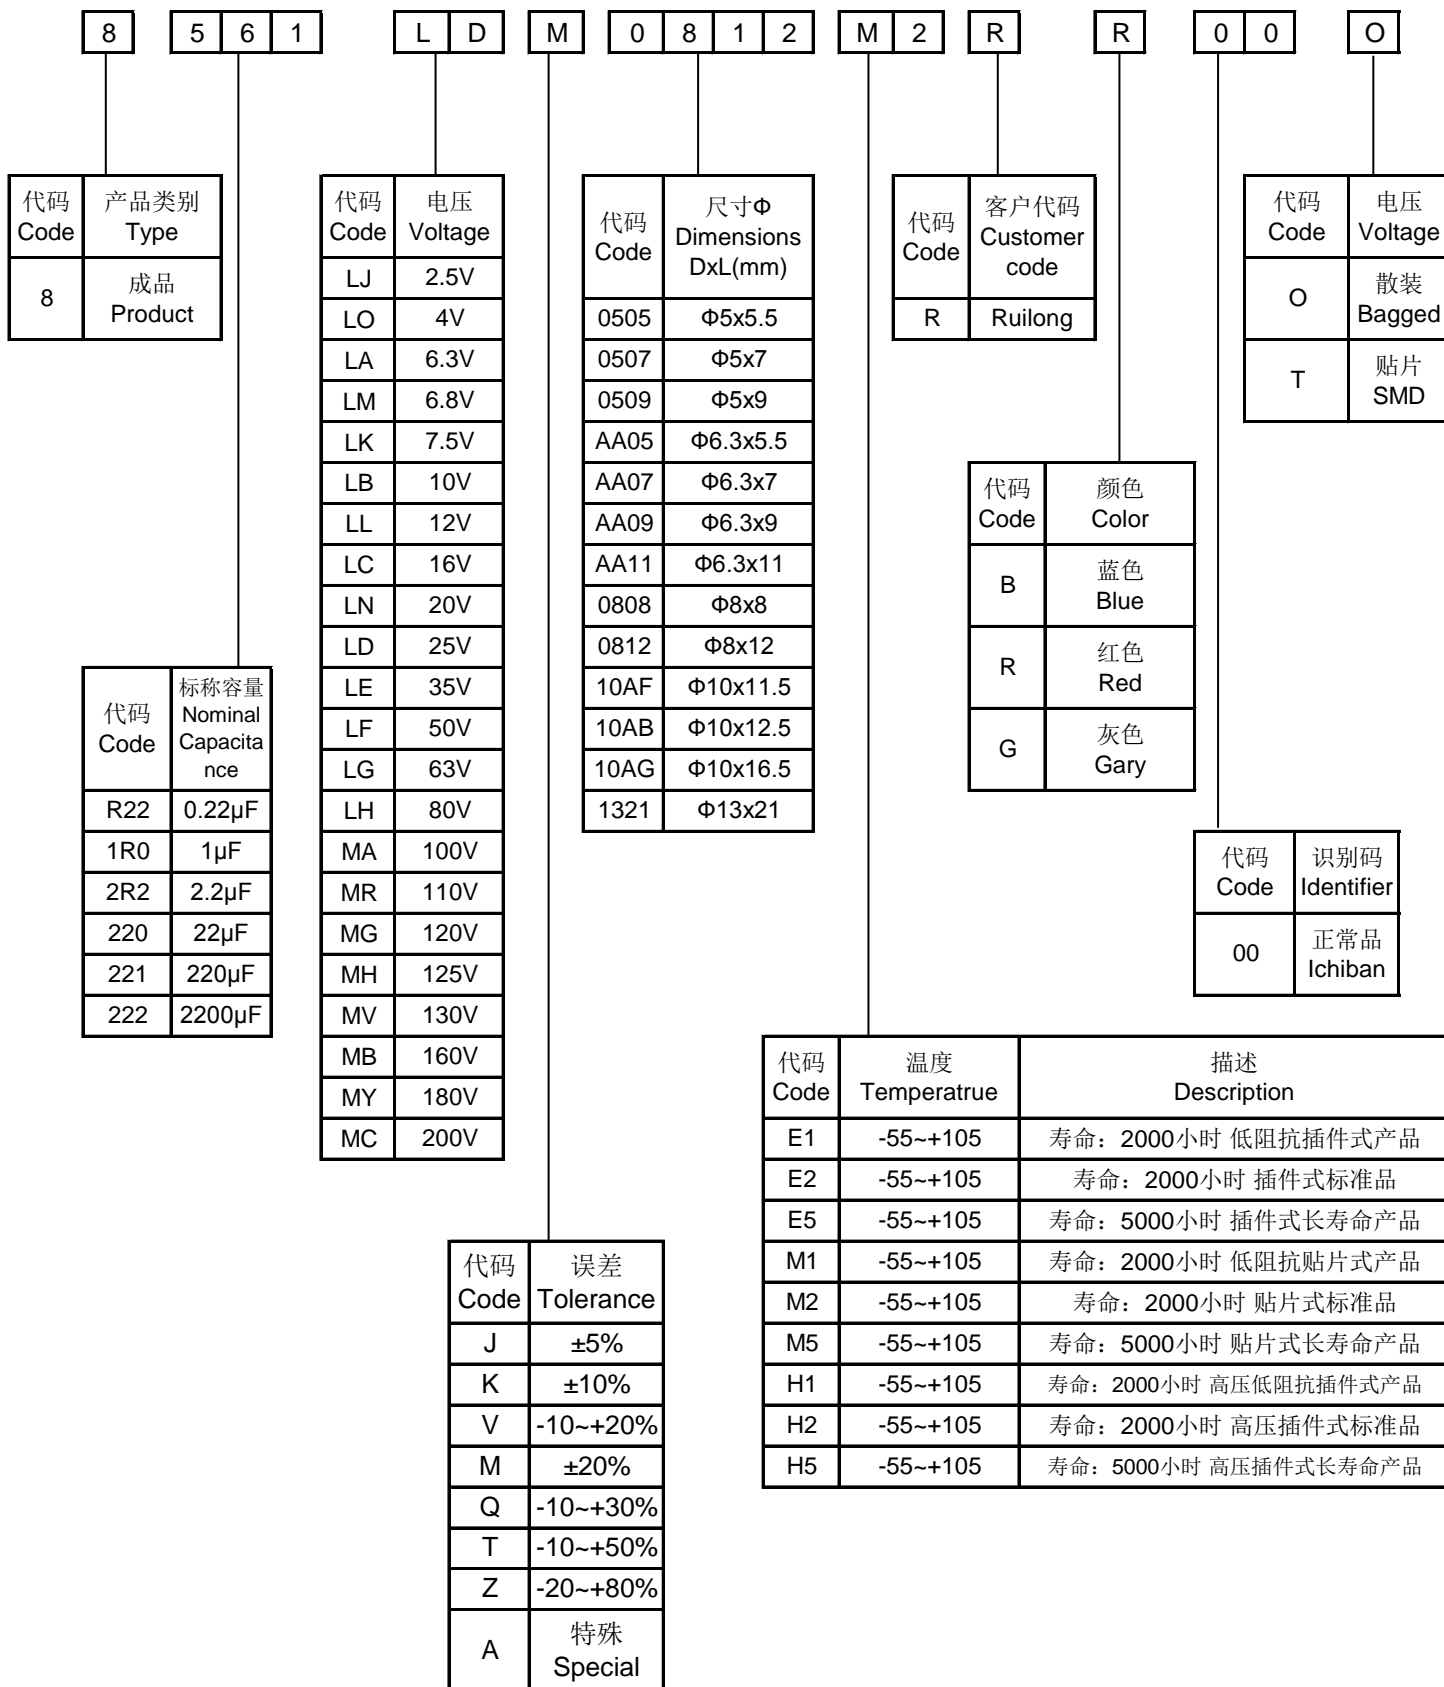 8 5 6 1 L D M 0 8 1 2 M 2 R R 0 0 O
代码 产品类别
Code Type
8 成品
Product
代码 标称容量
Code Nominal
Capacita
nce
R22 0.22μF
1R0 1μF
2R2 2.2μF
220 22μF
221 220μF
222 2200μF
代码 电压
Code Voltage
LJ 2.5V
LO 4V
LA 6.3V
LM 6.8V
LK 7.5V
LB 10V
LL 12V
LC 16V
LN 20V
LD 25V
LE 35V
LF 50V
LG 63V
LH 80V
MA 100V
MR 110V
MG 120V
MH 125V
MV 130V
MB 160V
MY 180V
MC 200V
代码 误差
Code Tolerance
J ±5%
K ±10%
V -10~+20%
M ±20%
Q -10~+30%
T -10~+50%
Z -20~+80%
A 特殊
Special
代码 尺寸Φ
Code Dimensions
DxL(mm)
0505 Φ5x5.5
0507 Φ5x7
0509 Φ5x9
AA05 Φ6.3x5.5
AA07 Φ6.3x7
AA09 Φ6.3x9
AA11 Φ6.3x11
0808 Φ8x8
0812 Φ8x12
10AF Φ10x11.5
10AB Φ10x12.5
10AG Φ10x16.5
1321 Φ13x21
代码 温度 描述
Code Temperatrue Description
E1 -55~+105 寿命：2000小时 低阻抗插件式产品
E2 -55~+105 寿命：2000小时 插件式标准品
E5 -55~+105 寿命：5000小时 插件式长寿命产品
M1 -55~+105 寿命：2000小时 低阻抗贴片式产品
M2 -55~+105 寿命：2000小时 贴片式标准品
M5 -55~+105 寿命：5000小时 贴片式长寿命产品
H1 -55~+105 寿命：2000小时 高压低阻抗插件式产品
H2 -55~+105 寿命：2000小时 高压插件式标准品
H5 -55~+105 寿命：5000小时 高压插件式长寿命产品
代码 客户代码
Code Customer
code
R Ruilong
代码 颜色
Code Color
B 蓝色
Blue
R 红色
Red
G 灰色
Gary
代码 识别码
Code Identifier
00 正常品
Ichiban
代码 电压
Code Voltage
O 散装
Bagged
T 贴片
SMD